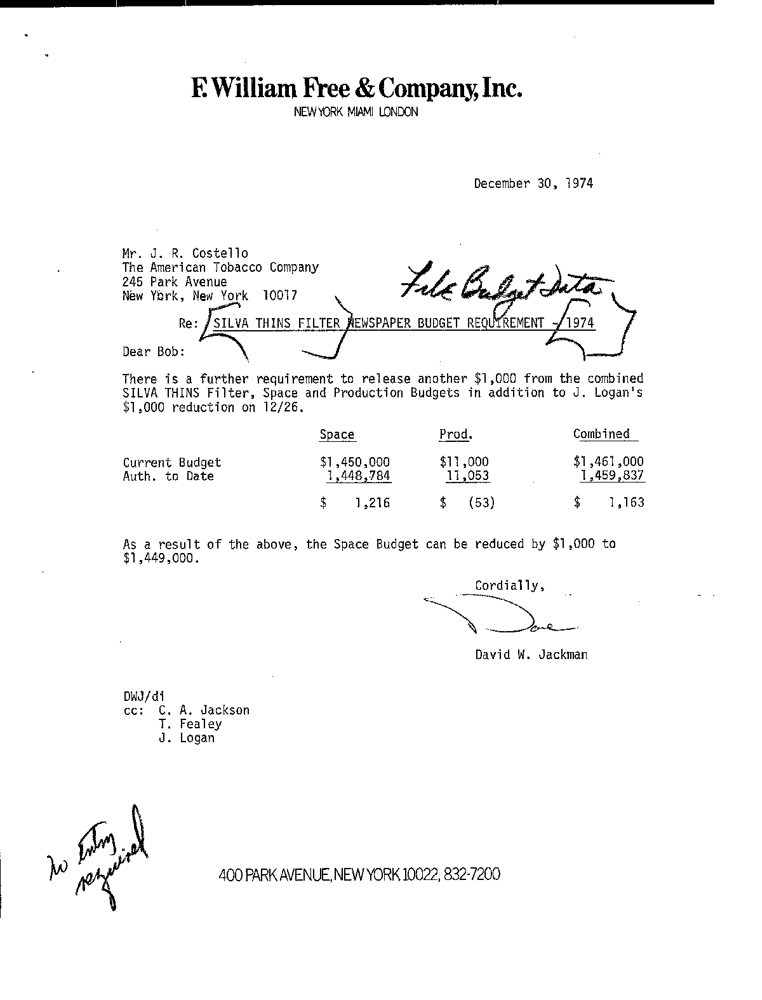 F. William Free & Company, Inc.
NEW YORK MIAMI LONDON
December 30, 1974
Mr. J. R. Costello
The American Tobacco Company
245 Park Avenue
New York, New York 10017
File Budget Data
Re: SILVA THINS FILTER NEWSPAPER BUDGET REQUIREMENT - 1974
Dear Bob:
There is a further requirement to release another $1,000 from the combined
SILVA THINS Filter, Space and Production Budgets in addition to J. Logan's
$1,000 reduction on 12/26.
Space Prod. Combined
Current Budget $1,450,000 $11,000 $1,461,000
Auth. to Date 1,448,784 11,053 1,459,837
$ 1,216 $ (53) $ 1,163
As a result of the above, the Space Budget can be reduced by $1,000 to
$1,449,000.
Cordially,
Dave
David W. Jackman
DWJ/di
cc: C. A. Jackson
T. Fealey
J. Logan
No Entry
required
400 PARK AVENUE, NEW YORK 10022, 832-7200